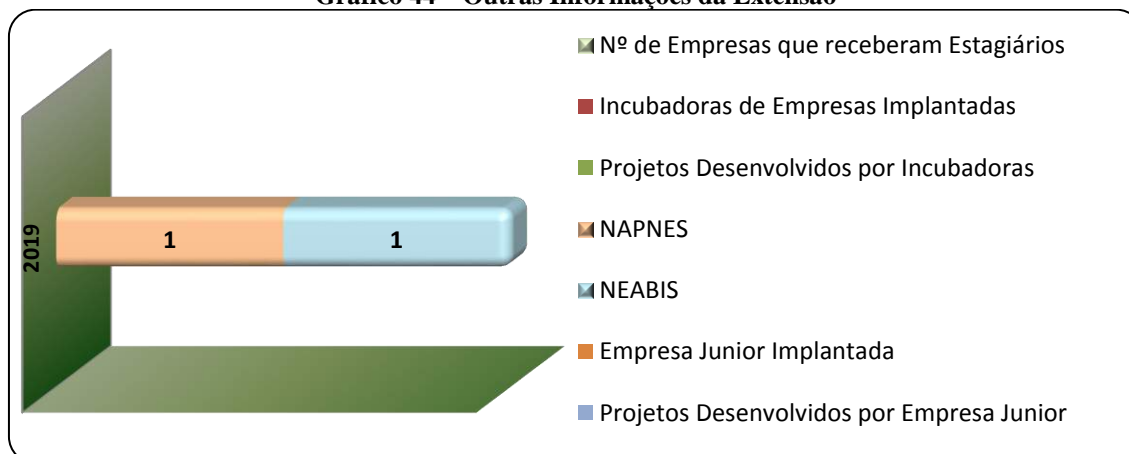 Gráfico 44 – Outras Informações da Extensão
Nº de Empresas que receberam Estagiários
Incubadoras de Empresas Implantadas
Projetos Desenvolvidos por Incubadoras
NAPNES
NEABIS
Empresa Junior Implantada
Projetos Desenvolvidos por Empresa Junior
2019
1 1